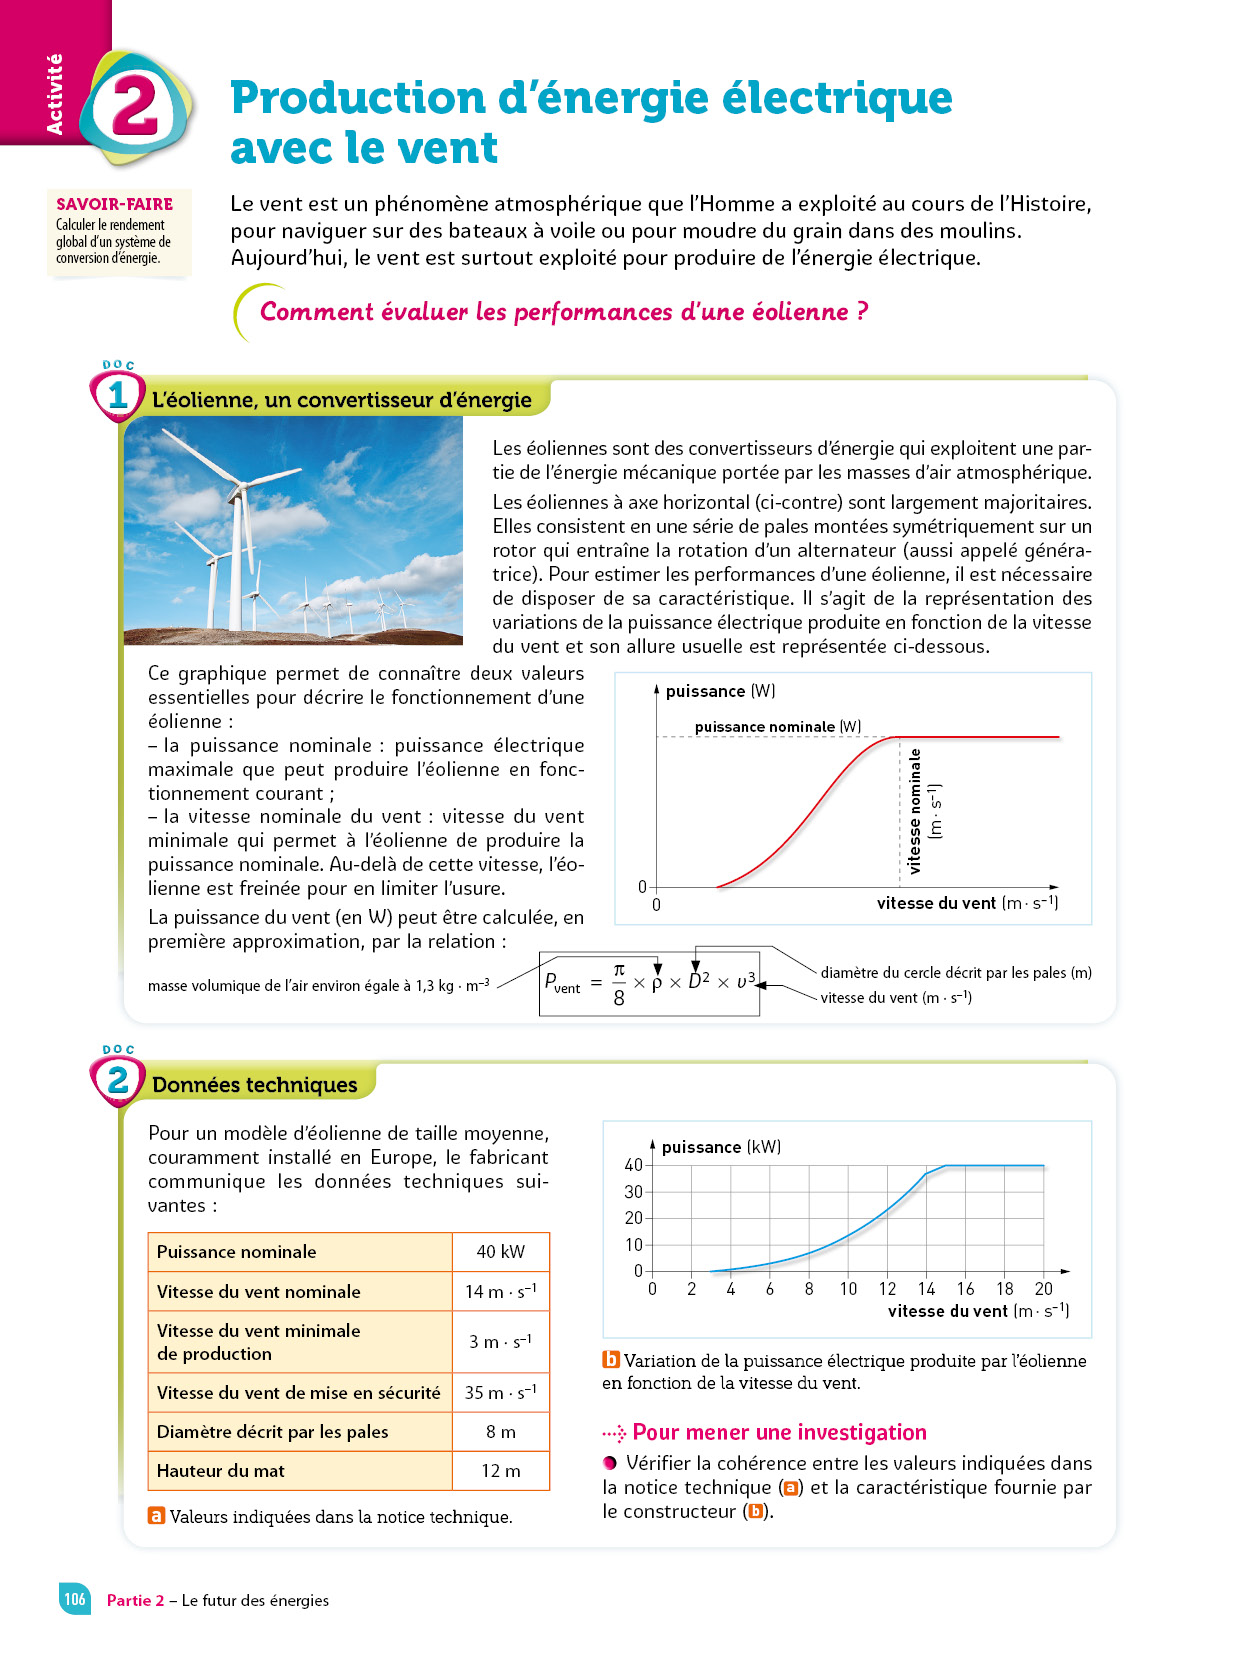 Activité
2
Production d'énergie électrique
avec le vent
SAVOIR-FAIRE
Calculer le rendement
global d'un système de
conversion d'énergie.
Le vent est un phénomène atmosphérique que l'Homme a exploité au cours de l'Histoire,
pour naviguer sur des bateaux à voile ou pour moudre du grain dans des moulins.
Aujourd'hui, le vent est surtout exploité pour produire de l'énergie électrique.
Comment évaluer les performances d'une éolienne ?
DOC
1
L'éolienne, un convertisseur d'énergie
Les éoliennes sont des convertisseurs d'énergie qui exploitent une par-
tie de l'énergie mécanique portée par les masses d'air atmosphérique.
Les éoliennes à axe horizontal (ci-contre) sont largement majoritaires.
Elles consistent en une série de pales montées symétriquement sur un
rotor qui entraîne la rotation d'un alternateur (aussi appelé généra-
trice). Pour estimer les performances d'une éolienne, il est nécessaire
de disposer de sa caractéristique. Il s'agit de la représentation des
variations de la puissance électrique produite en fonction de la vitesse
du vent et son allure usuelle est représentée ci-dessous.
Ce graphique permet de connaître deux valeurs
essentielles pour décrire le fonctionnement d'une
éolienne :
– la puissance nominale : puissance électrique
maximale que peut produire l'éolienne en fonc-
tionnement courant ;
– la vitesse nominale du vent : vitesse du vent
minimale qui permet à l'éolienne de produire la
puissance nominale. Au-delà de cette vitesse, l'éo-
lienne est freinée pour en limiter l'usure.
La puissance du vent (en W) peut être calculée, en
première approximation, par la relation :
puissance (W)
puissance nominale (W)
vitesse nominale
(m · s⁻¹)
0
0
vitesse du vent (m · s⁻¹)
masse volumique de l'air environ égale à 1,3 kg · m⁻³
P vent = π/8 × ρ × D² × υ³
diamètre du cercle décrit par les pales (m)
vitesse du vent (m · s⁻¹)
DOC
2
Données techniques
Pour un modèle d'éolienne de taille moyenne,
couramment installé en Europe, le fabricant
communique les données techniques sui-
vantes :
Puissance nominale 40 kW
Vitesse du vent nominale 14 m · s⁻¹
Vitesse du vent minimale
de production 3 m · s⁻¹
Vitesse du vent de mise en sécurité 35 m · s⁻¹
Diamètre décrit par les pales 8 m
Hauteur du mat 12 m
a Valeurs indiquées dans la notice technique.
puissance (kW)
40
30
20
10
0
0 2 4 6 8 10 12 14 16 18 20
vitesse du vent (m · s⁻¹)
b Variation de la puissance électrique produite par l'éolienne
en fonction de la vitesse du vent.
Pour mener une investigation
Vérifier la cohérence entre les valeurs indiquées dans
la notice technique (a) et la caractéristique fournie par
le constructeur (b).
106 Partie 2 – Le futur des énergies